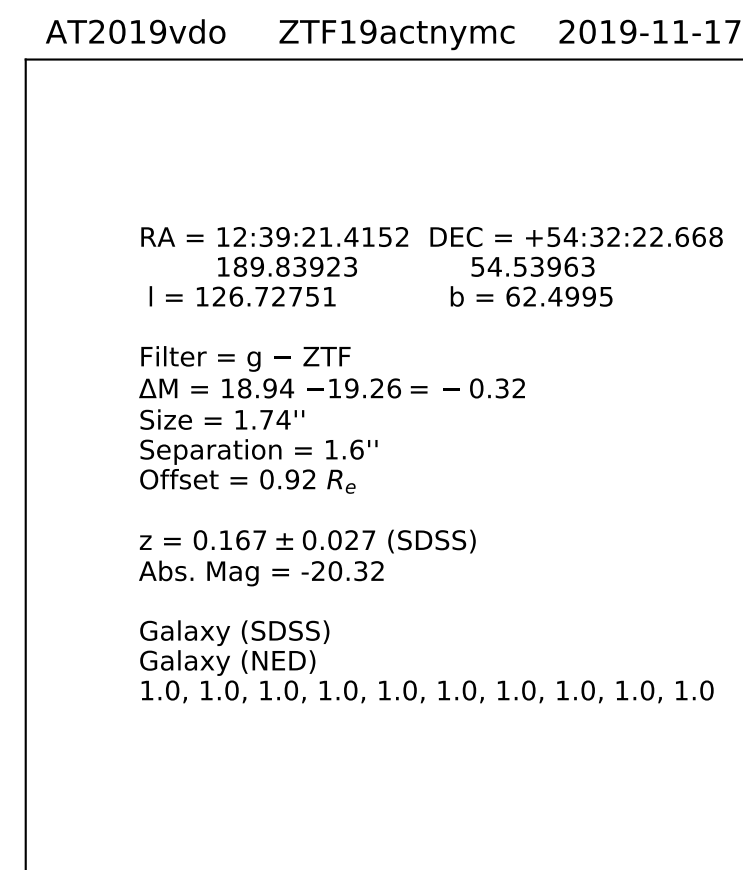 AT2019vdo ZTF19actnymc 2019-11-17
RA = 12:39:21.4152 DEC = +54:32:22.668
189.83923 54.53963
l = 126.72751 b = 62.4995
Filter = g − ZTF
ΔM = 18.94 −19.26 = − 0.32
Size = 1.74''
Separation = 1.6''
Offset = 0.92 Re
z = 0.167 ± 0.027 (SDSS)
Abs. Mag = -20.32
Galaxy (SDSS)
Galaxy (NED)
1.0, 1.0, 1.0, 1.0, 1.0, 1.0, 1.0, 1.0, 1.0, 1.0